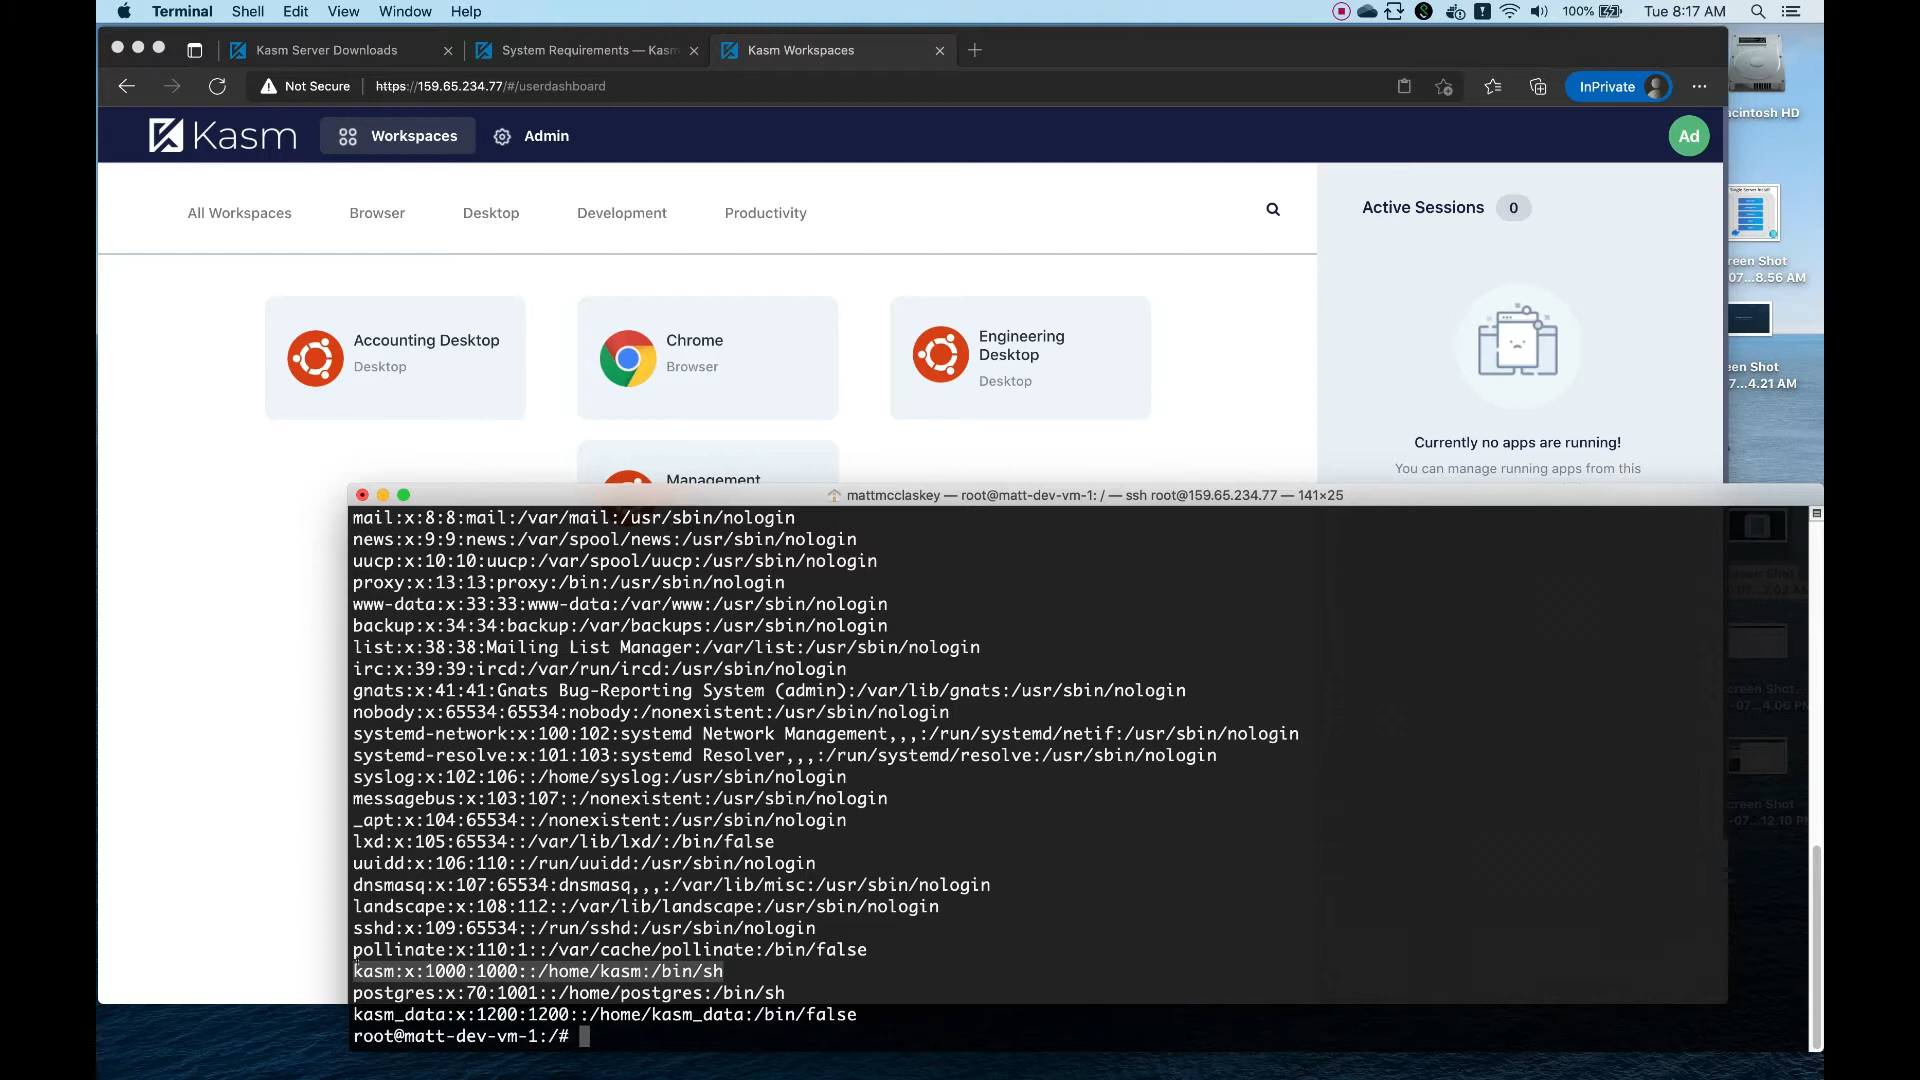 Terminal Shell Edit View Window Help
100% Tue 8:17 AM
Kasm Server Downloads
System Requirements — Kasm
Kasm Workspaces
Not Secure https://159.65.234.77/#/userdashboard
InPrivate
Kasm Workspaces Admin
Ad
All Workspaces Browser Desktop Development Productivity
Active Sessions 0
Accounting Desktop
Desktop
Chrome
Browser
Engineering
Desktop
Desktop
Management
Currently no apps are running!
You can manage running apps from this
acintosh HD
reen Shot
07...8.56 AM
een Shot
7...4.21 AM
mattmcclaskey — root@matt-dev-vm-1: / — ssh root@159.65.234.77 — 141×25
mail:x:8:8:mail:/var/mail:/usr/sbin/nologin
news:x:9:9:news:/var/spool/news:/usr/sbin/nologin
uucp:x:10:10:uucp:/var/spool/uucp:/usr/sbin/nologin
proxy:x:13:13:proxy:/bin:/usr/sbin/nologin
www-data:x:33:33:www-data:/var/www:/usr/sbin/nologin
backup:x:34:34:backup:/var/backups:/usr/sbin/nologin
list:x:38:38:Mailing List Manager:/var/list:/usr/sbin/nologin
irc:x:39:39:ircd:/var/run/ircd:/usr/sbin/nologin
gnats:x:41:41:Gnats Bug-Reporting System (admin):/var/lib/gnats:/usr/sbin/nologin
nobody:x:65534:65534:nobody:/nonexistent:/usr/sbin/nologin
systemd-network:x:100:102:systemd Network Management,,,:/run/systemd/netif:/usr/sbin/nologin
systemd-resolve:x:101:103:systemd Resolver,,,:/run/systemd/resolve:/usr/sbin/nologin
syslog:x:102:106::/home/syslog:/usr/sbin/nologin
messagebus:x:103:107::/nonexistent:/usr/sbin/nologin
_apt:x:104:65534::/nonexistent:/usr/sbin/nologin
lxd:x:105:65534::/var/lib/lxd/:/bin/false
uuidd:x:106:110::/run/uuidd:/usr/sbin/nologin
dnsmasq:x:107:65534:dnsmasq,,,:/var/lib/misc:/usr/sbin/nologin
landscape:x:108:112::/var/lib/landscape:/usr/sbin/nologin
sshd:x:109:65534::/run/sshd:/usr/sbin/nologin
pollinate:x:110:1::/var/cache/pollinate:/bin/false
kasm:x:1000:1000::/home/kasm:/bin/sh
postgres:x:70:1001::/home/postgres:/bin/sh
kasm_data:x:1200:1200::/home/kasm_data:/bin/false
root@matt-dev-vm-1:/#